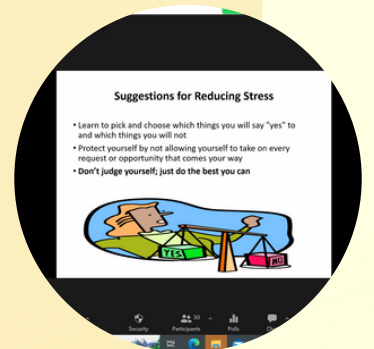 Suggestions for Reducing Stress
• Learn to pick and choose which things you will say "yes" to
and which things you will not
• Protect yourself by not allowing yourself to take on every
request or opportunity that comes your way
• Don't judge yourself; just do the best you can
YES
NO
50
Security
Participants
Polls